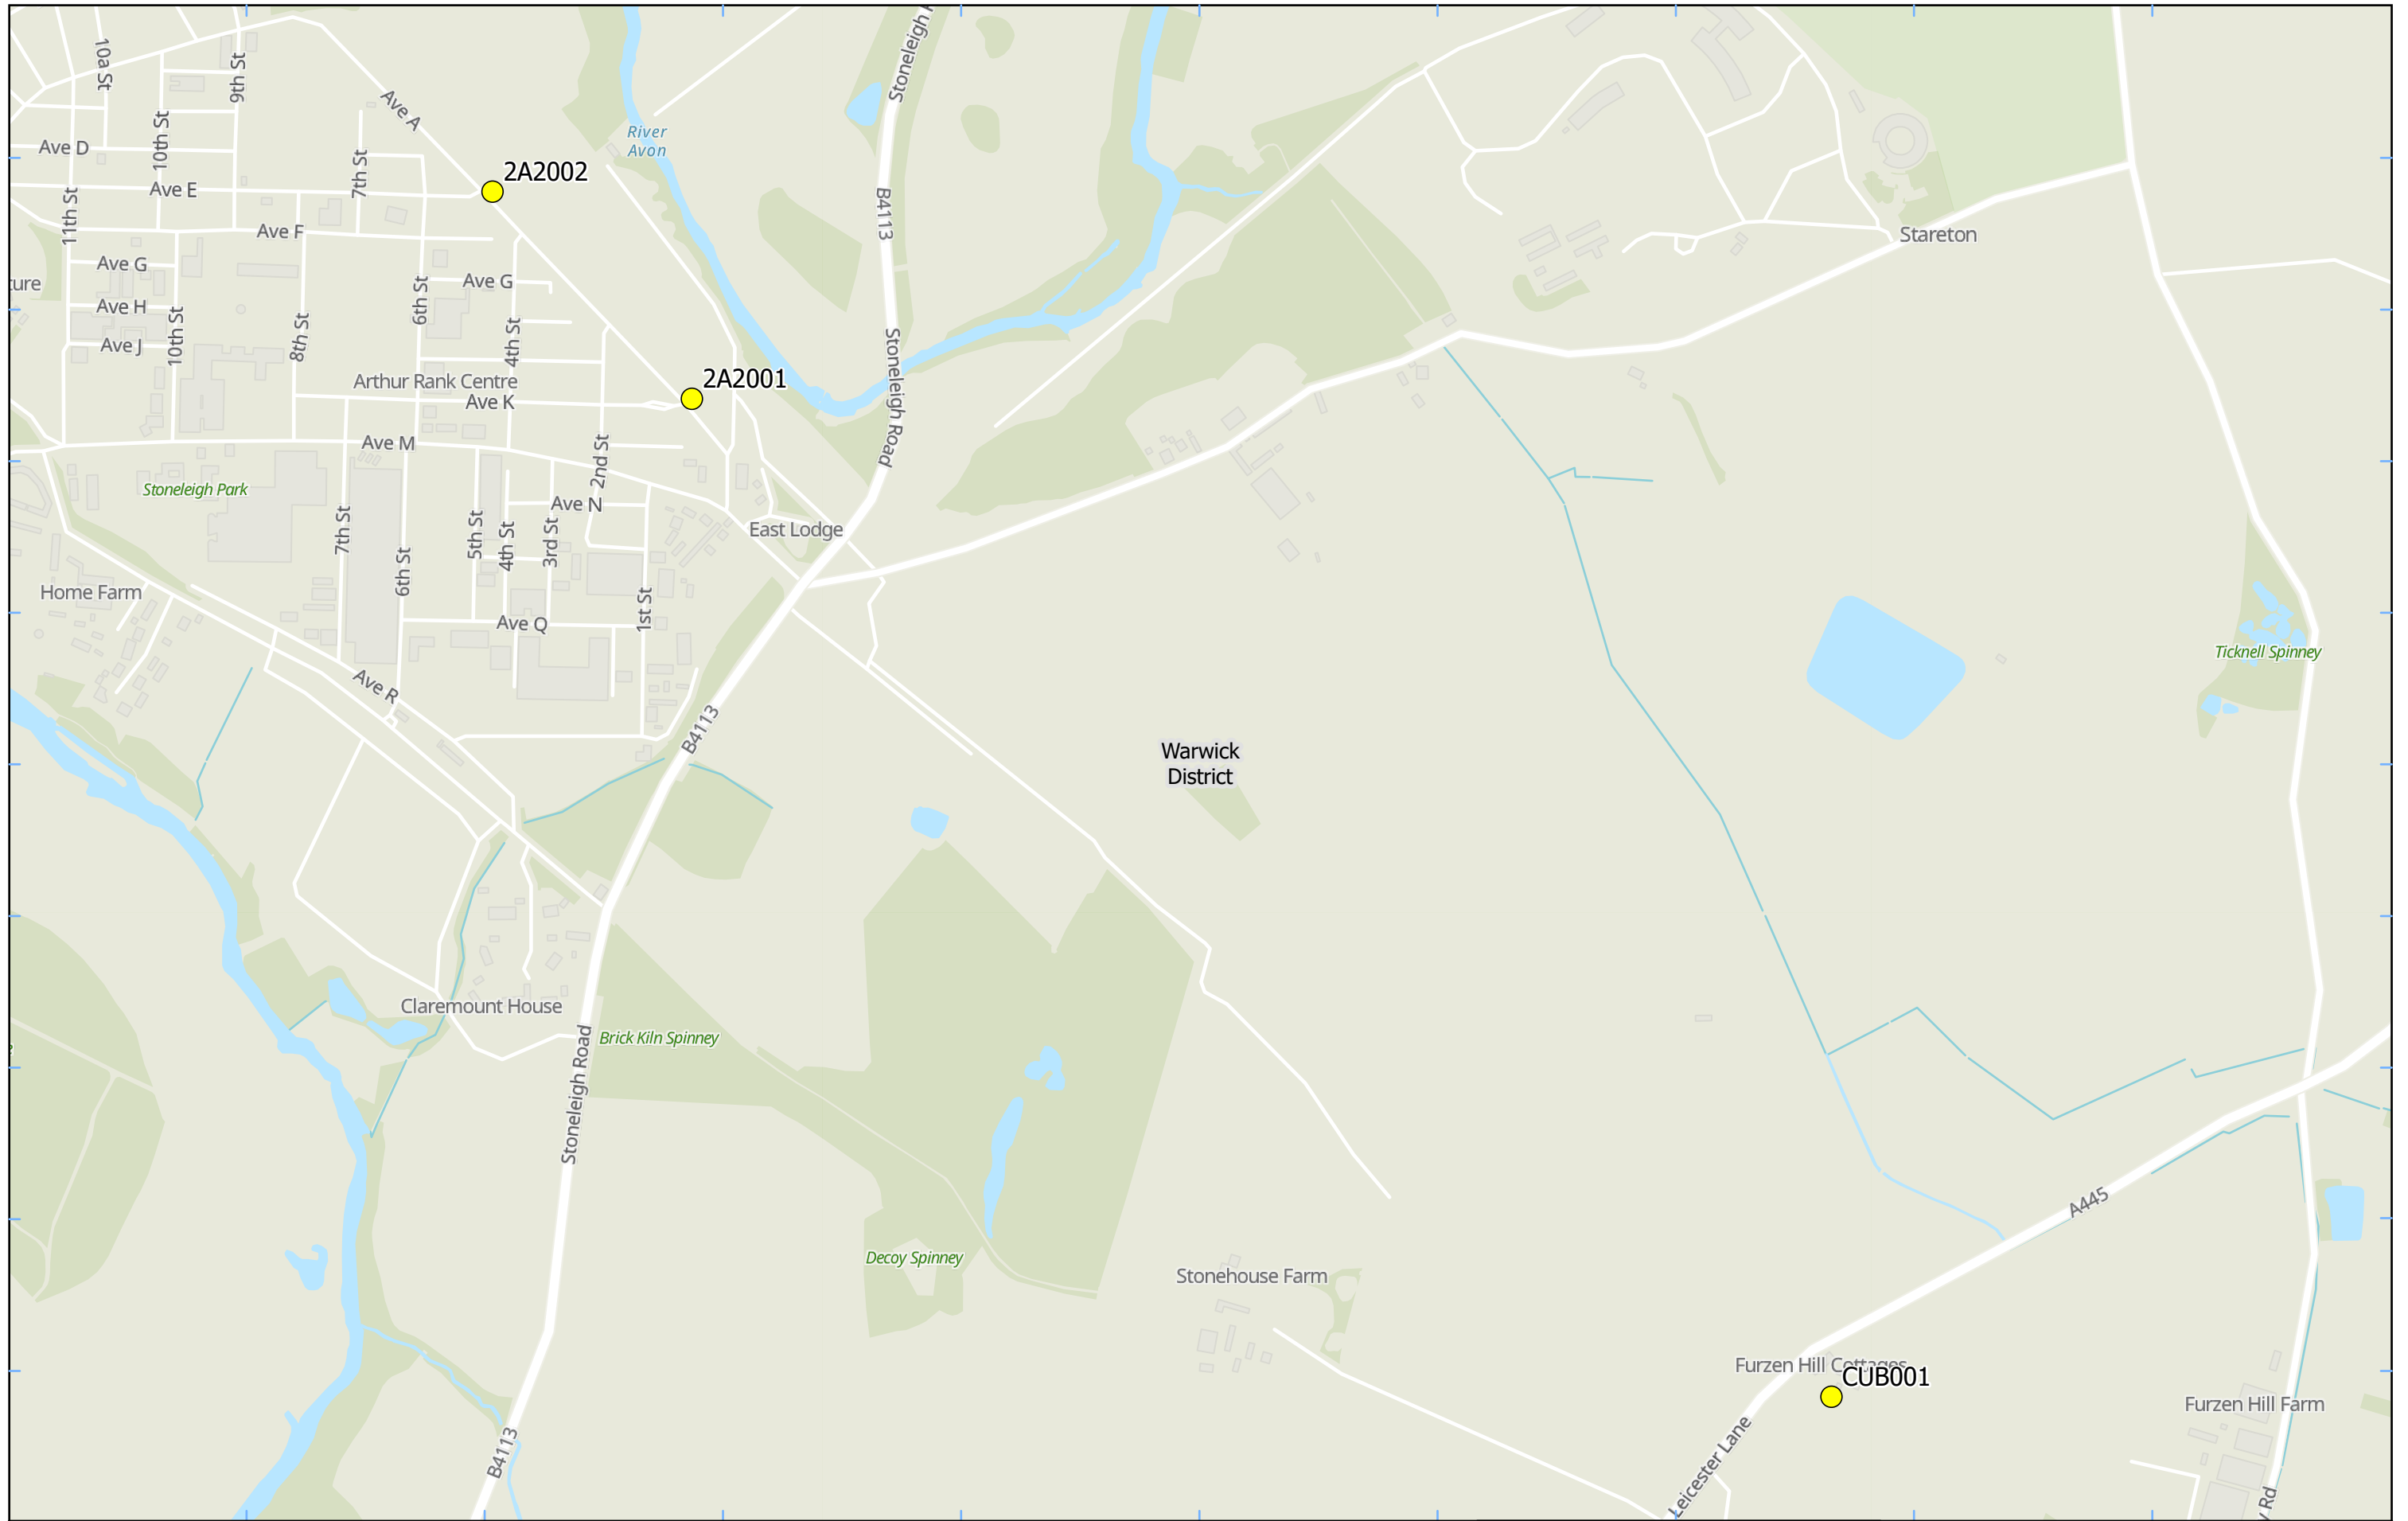 10a St
9th St
Stoneleigh R
Ave A
River
Avon
10th St
Ave D
2A2002
7th St
Ave E
11th St
B4113
Ave F
Stareton
Ave G
Ave G
ture
6th St
Ave H
10th St
8th St
4th St
Ave J
Stoneleigh Road
2A2001
Arthur Rank Centre
Ave K
Ave M
2nd St
Stoneleigh Park
Ave N
7th St
5th St
4th St
3rd St
East Lodge
6th St
Home Farm
1st St
Ave Q
Ticknell Spinney
Ave R
B4113
Warwick
District
Claremount House
Brick Kiln Spinney
Stoneleigh Road
A445
Decoy Spinney
Stonehouse Farm
Furzen Hill Cottages
CUB001
Furzen Hill Farm
B4113
Leicester Lane
Rd